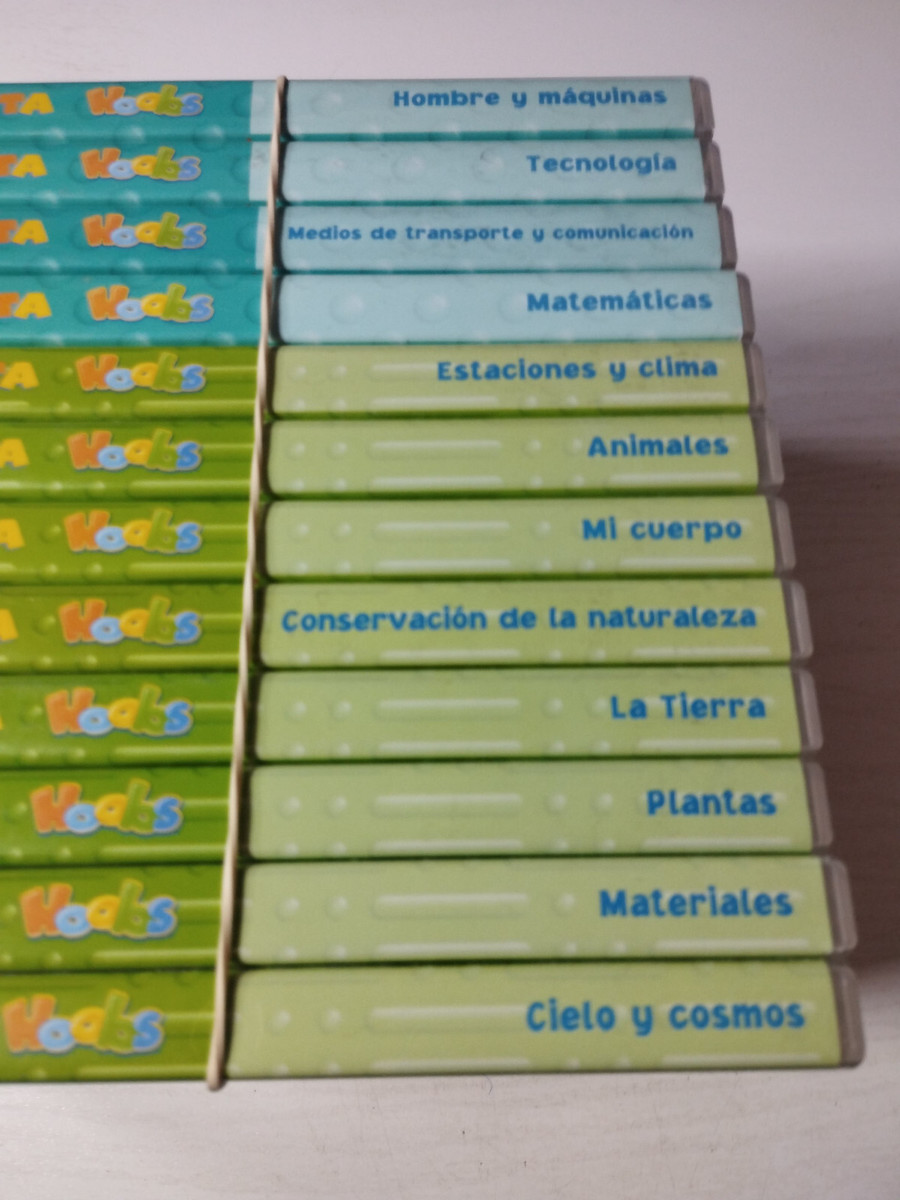 TA Koobs Hombre y máquinas
TA Koobs Tecnología
TA Koobs Medios de transporte y comunicación
TA Koobs Matemáticas
TA Koobs Estaciones y clima
A Koobs Animales
A Koobs Mi cuerpo
Koobs Conservación de la naturaleza
Koobs La Tierra
Koobs Plantas
Koobs Materiales
Koobs Cielo y cosmos